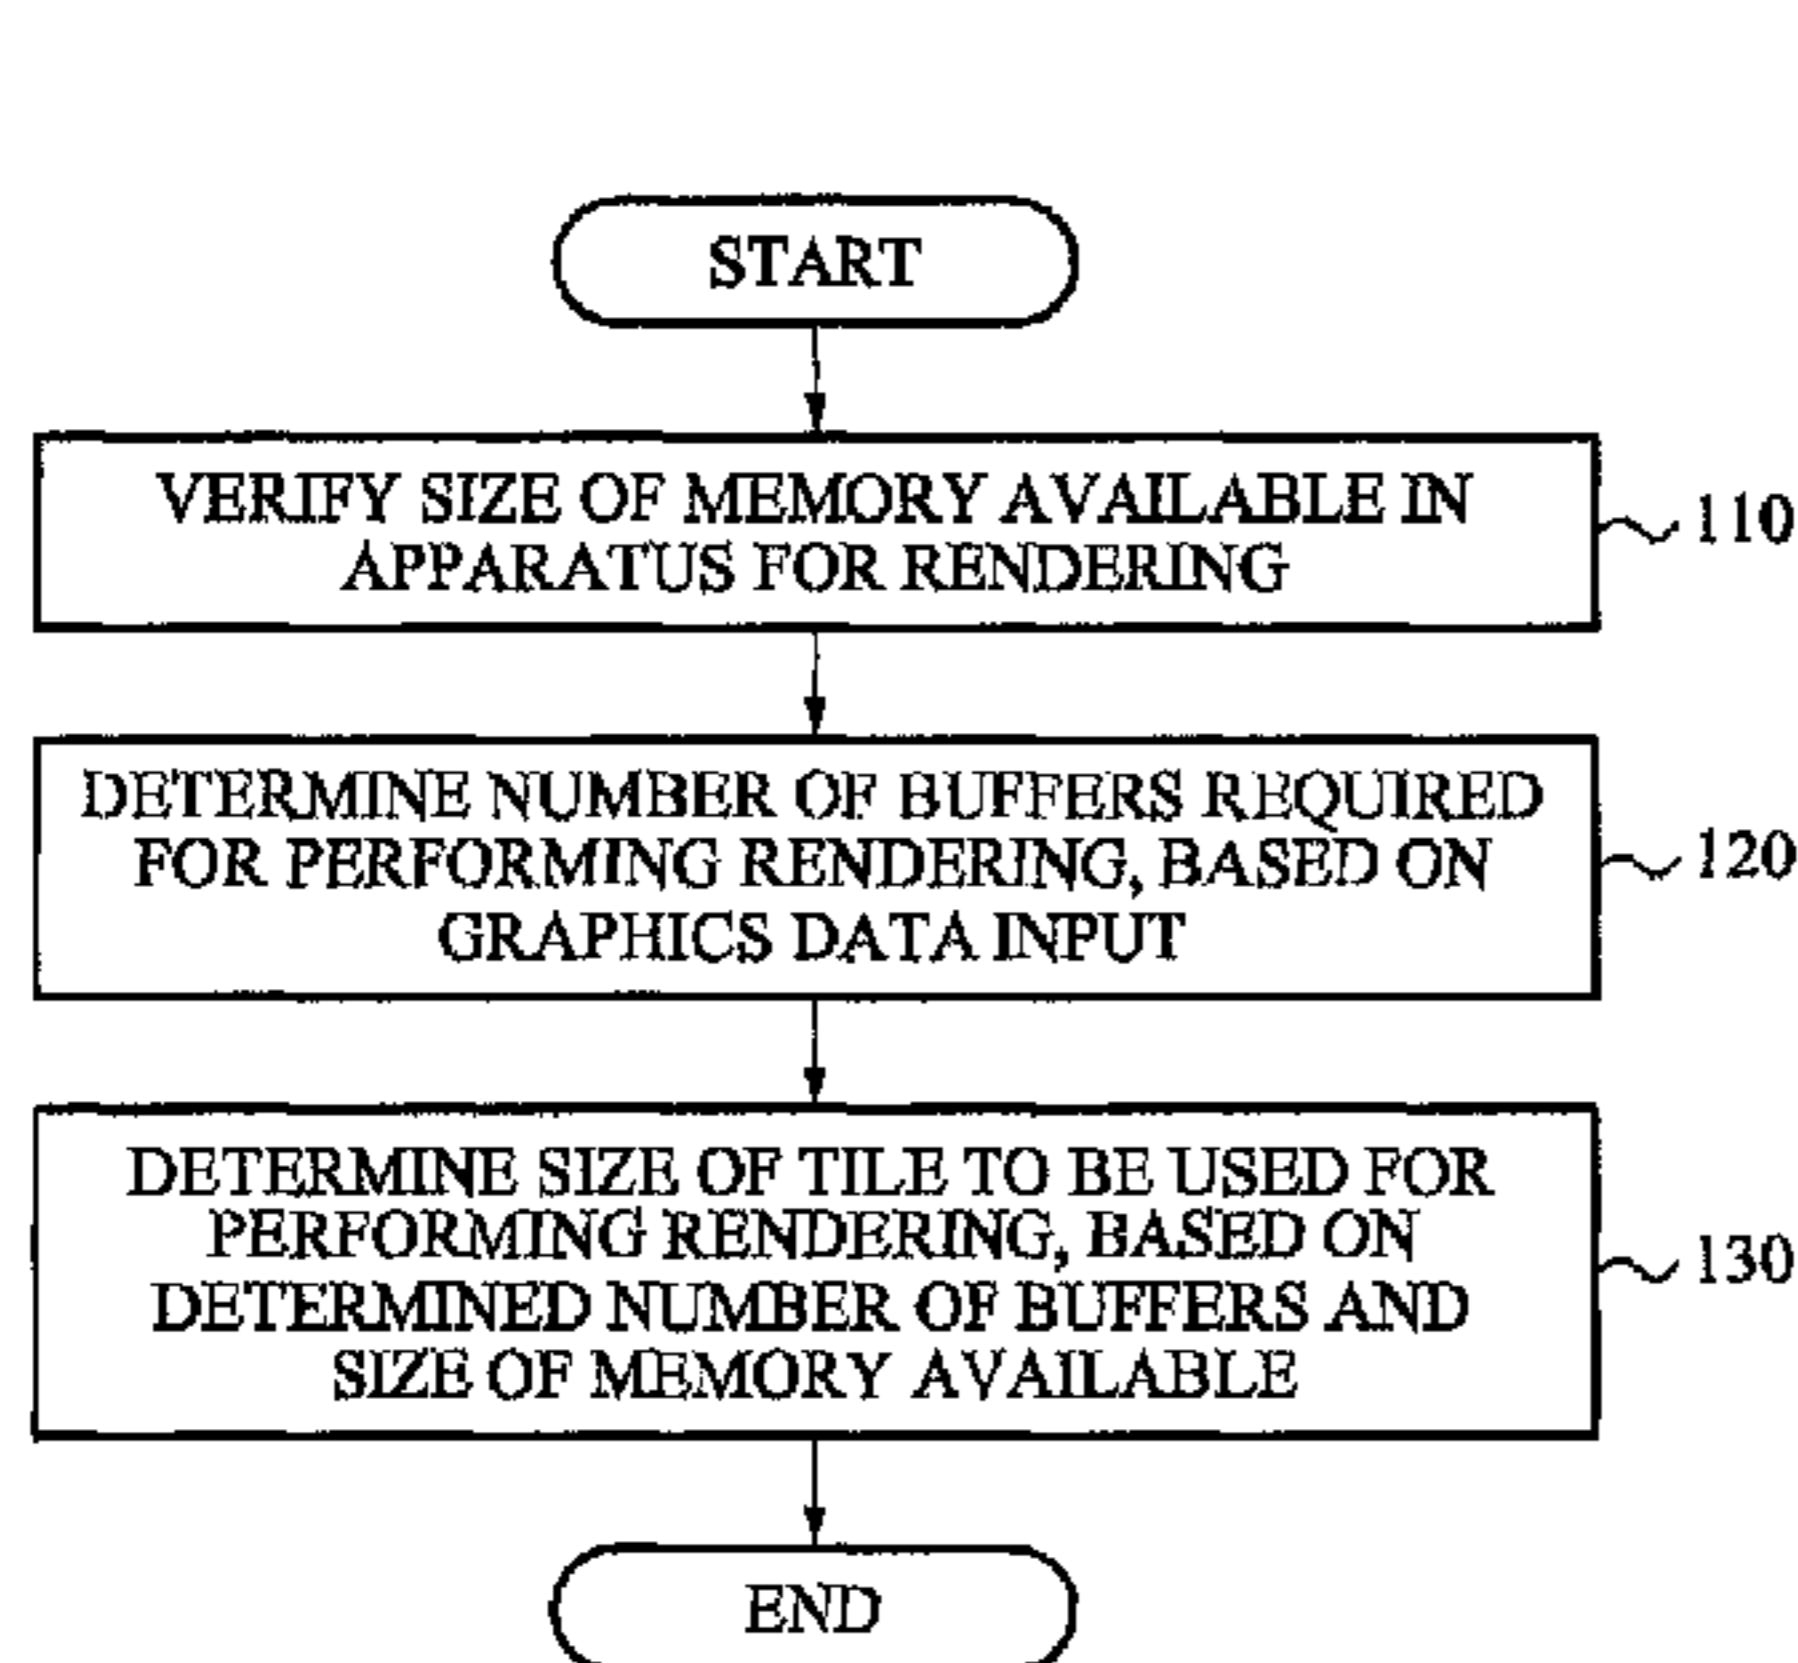 START
VERIFY SIZE OF MEMORY AVAILABLE IN
APPARATUS FOR RENDERING
110
DETERMINE NUMBER OF BUFFERS REQUIRED
FOR PERFORMING RENDERING, BASED ON
GRAPHICS DATA INPUT
120
DETERMINE SIZE OF TILE TO BE USED FOR
PERFORMING RENDERING, BASED ON
DETERMINED NUMBER OF BUFFERS AND
SIZE OF MEMORY AVAILABLE
130
END